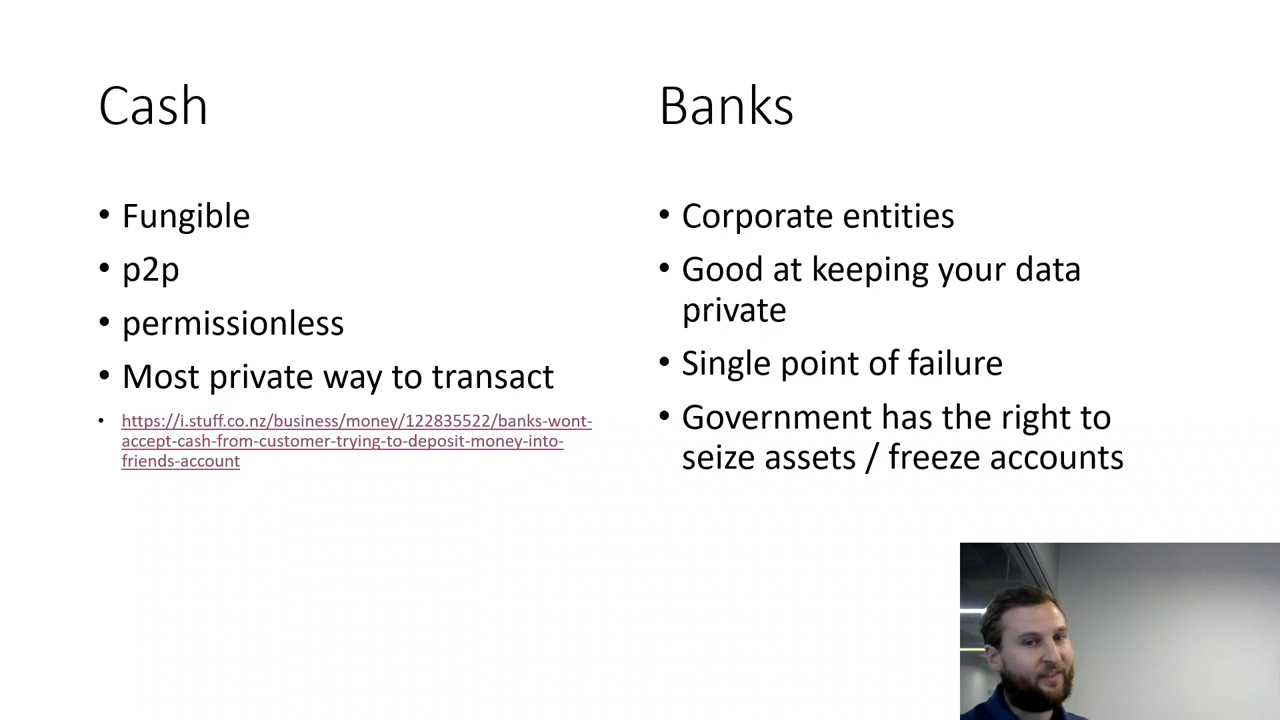 Cash
• Fungible
• p2p
• permissionless
• Most private way to transact
• https://i.stuff.co.nz/business/money/122835522/banks-wont-
accept-cash-from-customer-trying-to-deposit-money-into-
friends-account
Banks
• Corporate entities
• Good at keeping your data
private
• Single point of failure
• Government has the right to
seize assets / freeze accounts